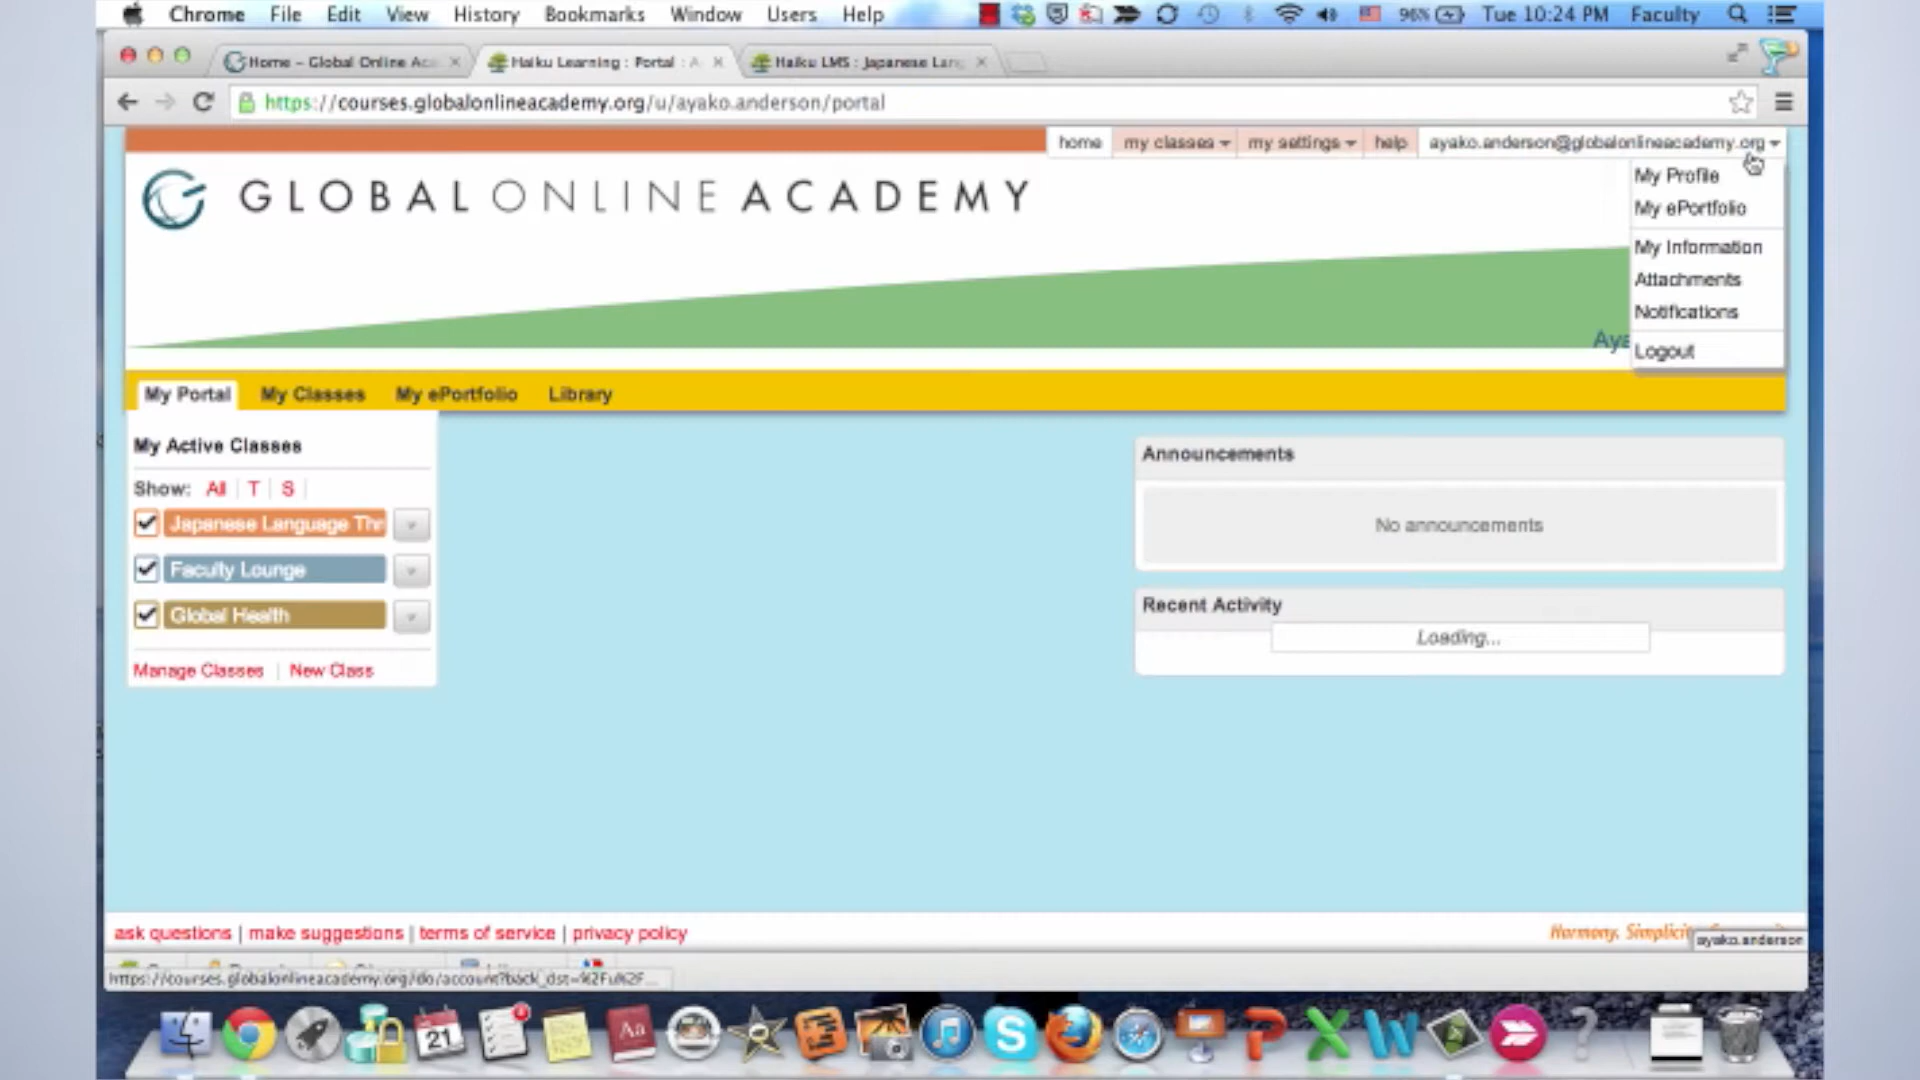 Chrome File Edit View History Bookmarks Window Users Help 96% Tue 10:24 PM Faculty
Home - Global Online Aca
Haiku Learning : Portal : A
Haiku LMS : Japanese Lang
https://courses.globalonlineacademy.org/u/ayako.anderson/portal
home my classes my settings help ayako.anderson@globalonlineacademy.org
My Profile
My ePortfolio
My Information
Attachments
Notifications
Logout
GLOBAL ONLINE ACADEMY
Aya
My Portal My Classes My ePortfolio Library
My Active Classes
Show: All | T | S |
Japanese Language Thr
Faculty Lounge
Global Health
Manage Classes | New Class
Announcements
No announcements
Recent Activity
Loading...
ask questions | make suggestions | terms of service | privacy policy
Harmony. Simplicit
ayako.anderson
https://courses.globalonlineacademy.org/do/account?back_dst=%2Fu%2F...
21
Aa